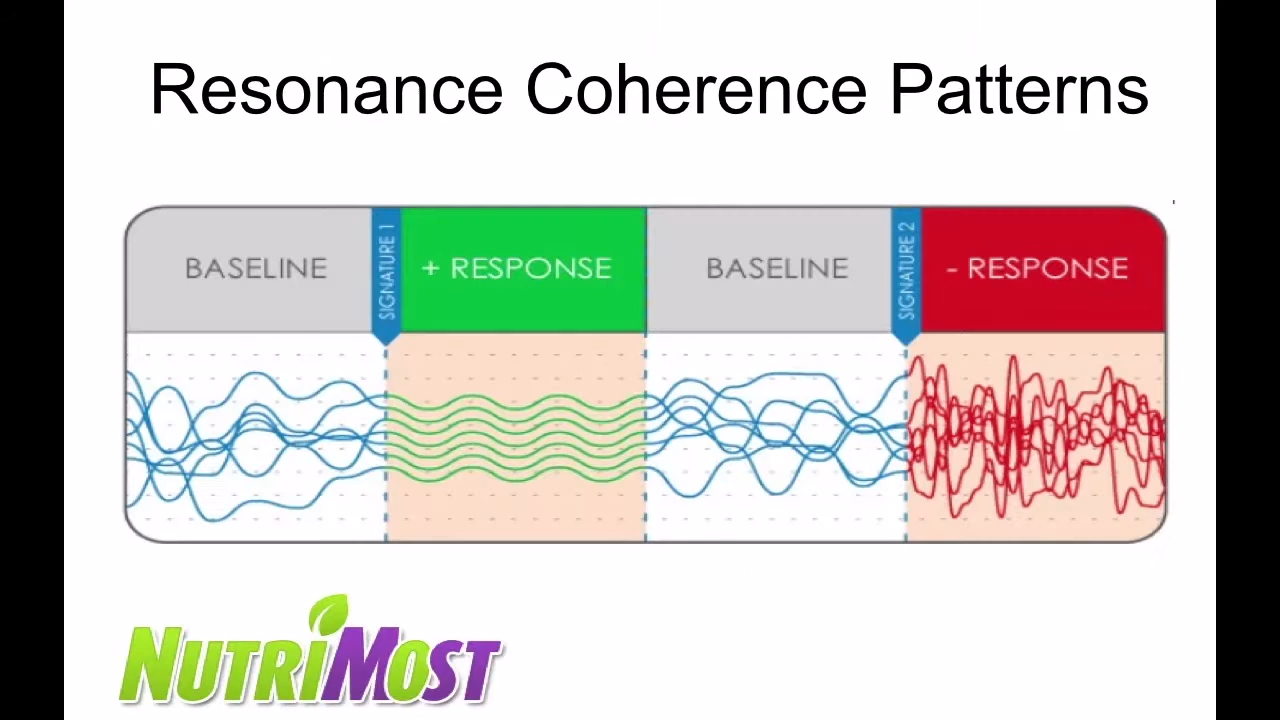 Resonance Coherence Patterns
BASELINE
SIGNATURE 1
+ RESPONSE
BASELINE
SIGNATURE 2
- RESPONSE
NUTRIMOST